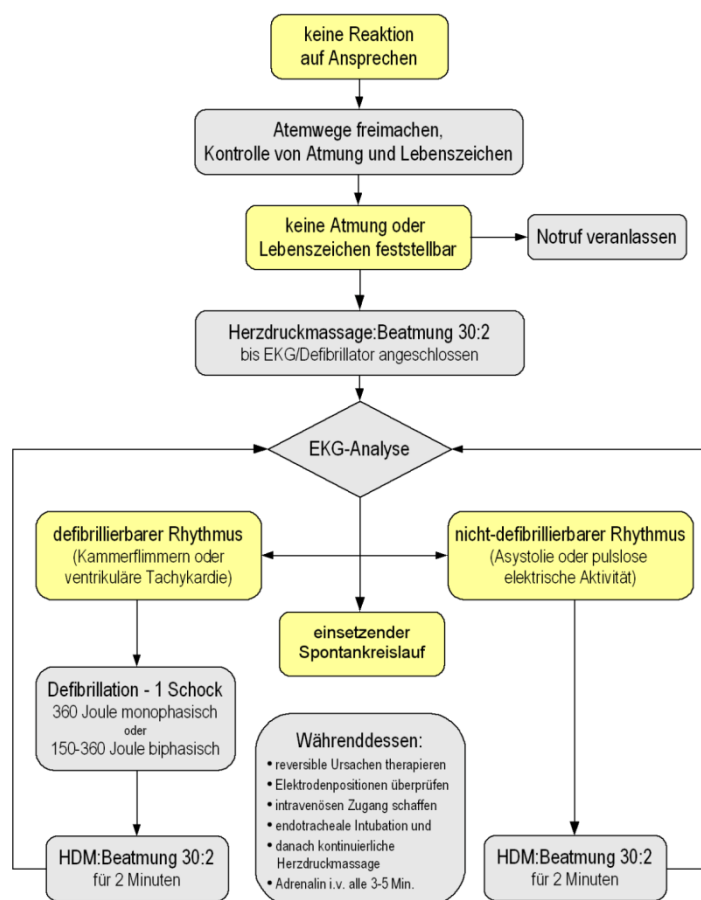 keine Reaktion
auf Ansprechen
Atemwege freimachen,
Kontrolle von Atmung und Lebenszeichen
keine Atmung oder
Lebenszeichen feststellbar
Notruf veranlassen
Herzdruckmassage:Beatmung 30:2
bis EKG/Defibrillator angeschlossen
EKG-Analyse
defibrillierbarer Rhythmus
(Kammerflimmern oder
ventrikuläre Tachykardie)
nicht-defibrillierbarer Rhythmus
(Asystolie oder pulslose
elektrische Aktivität)
einsetzender
Spontankreislauf
Defibrillation - 1 Schock
360 Joule monophasisch
oder
150-360 Joule biphasisch
Währenddessen:
• reversible Ursachen therapieren
• Elektrodenpositionen überprüfen
• intravenösen Zugang schaffen
• endotracheale Intubation und
• danach kontinuierliche
Herzdruckmassage
• Adrenalin i.v. alle 3-5 Min.
HDM:Beatmung 30:2
für 2 Minuten
HDM:Beatmung 30:2
für 2 Minuten